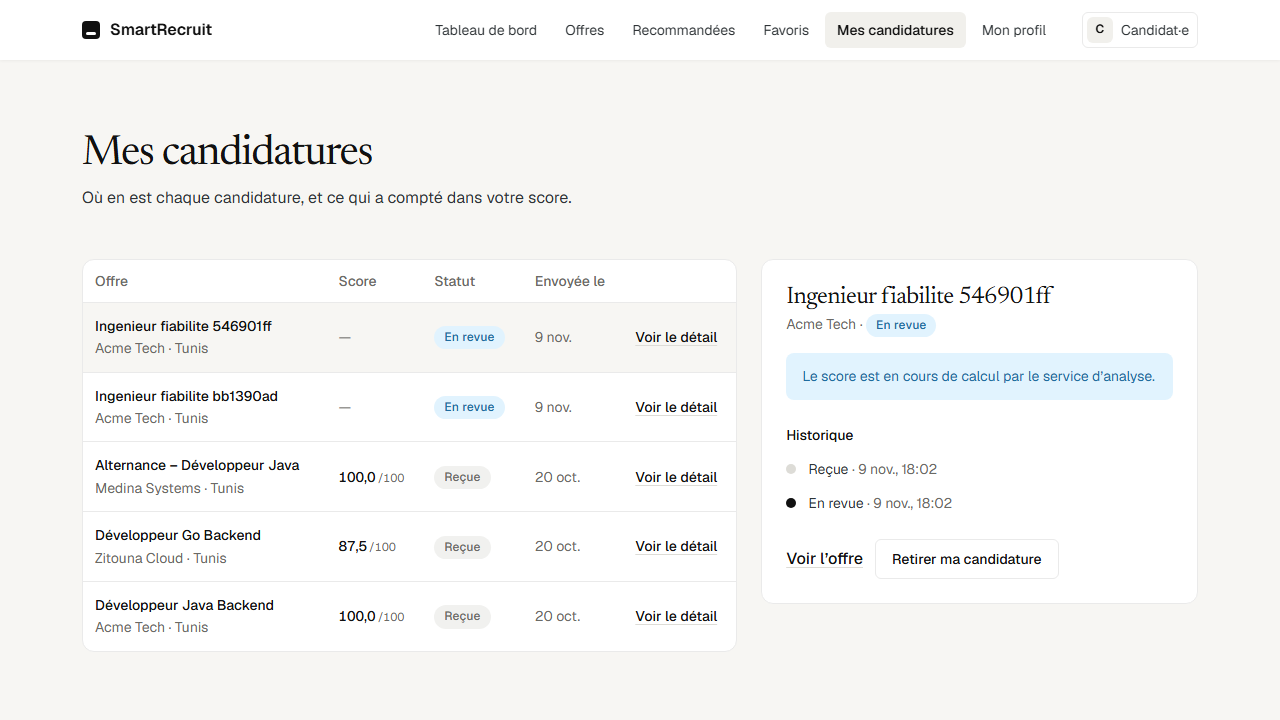 SmartRecruit
Tableau de bord
Offres
Recommandées
Favoris
Mes candidatures
Mon profil
C
Candidat·e
Mes candidatures
Où en est chaque candidature, et ce qui a compté dans votre score.
Offre Score Statut Envoyée le
Ingenieur fiabilite 546901ff
Acme Tech · Tunis
— En revue 9 nov. Voir le détail
Ingenieur fiabilite bb1390ad
Acme Tech · Tunis
— En revue 9 nov. Voir le détail
Alternance – Développeur Java
Medina Systems · Tunis
100,0 /100 Reçue 20 oct. Voir le détail
Développeur Go Backend
Zitouna Cloud · Tunis
87,5 /100 Reçue 20 oct. Voir le détail
Développeur Java Backend
Acme Tech · Tunis
100,0 /100 Reçue 20 oct. Voir le détail
Ingenieur fiabilite 546901ff
Acme Tech · En revue
Le score est en cours de calcul par le service d'analyse.
Historique
Reçue · 9 nov., 18:02
En revue · 9 nov., 18:02
Voir l'offre
Retirer ma candidature